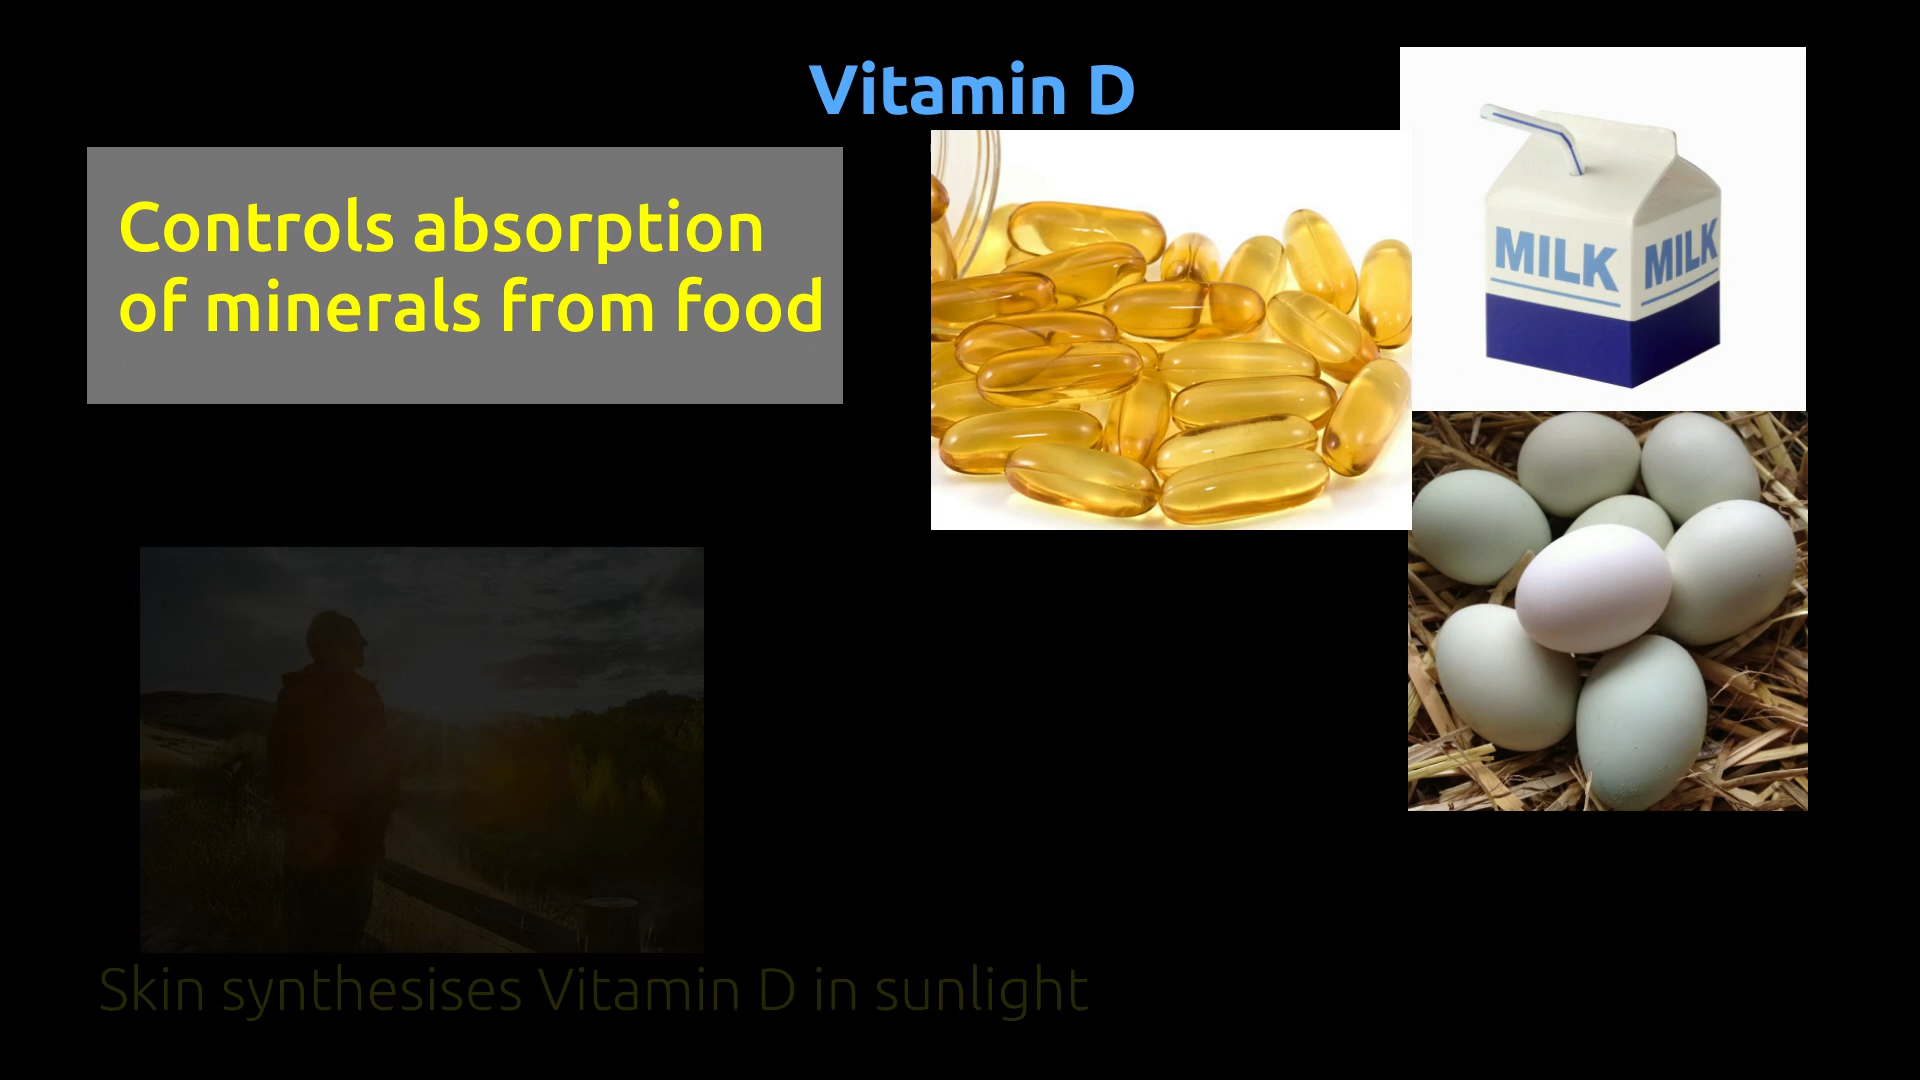 Vitamin D
Controls absorption
of minerals from food
MILK MILK
Skin synthesises Vitamin D in sunlight